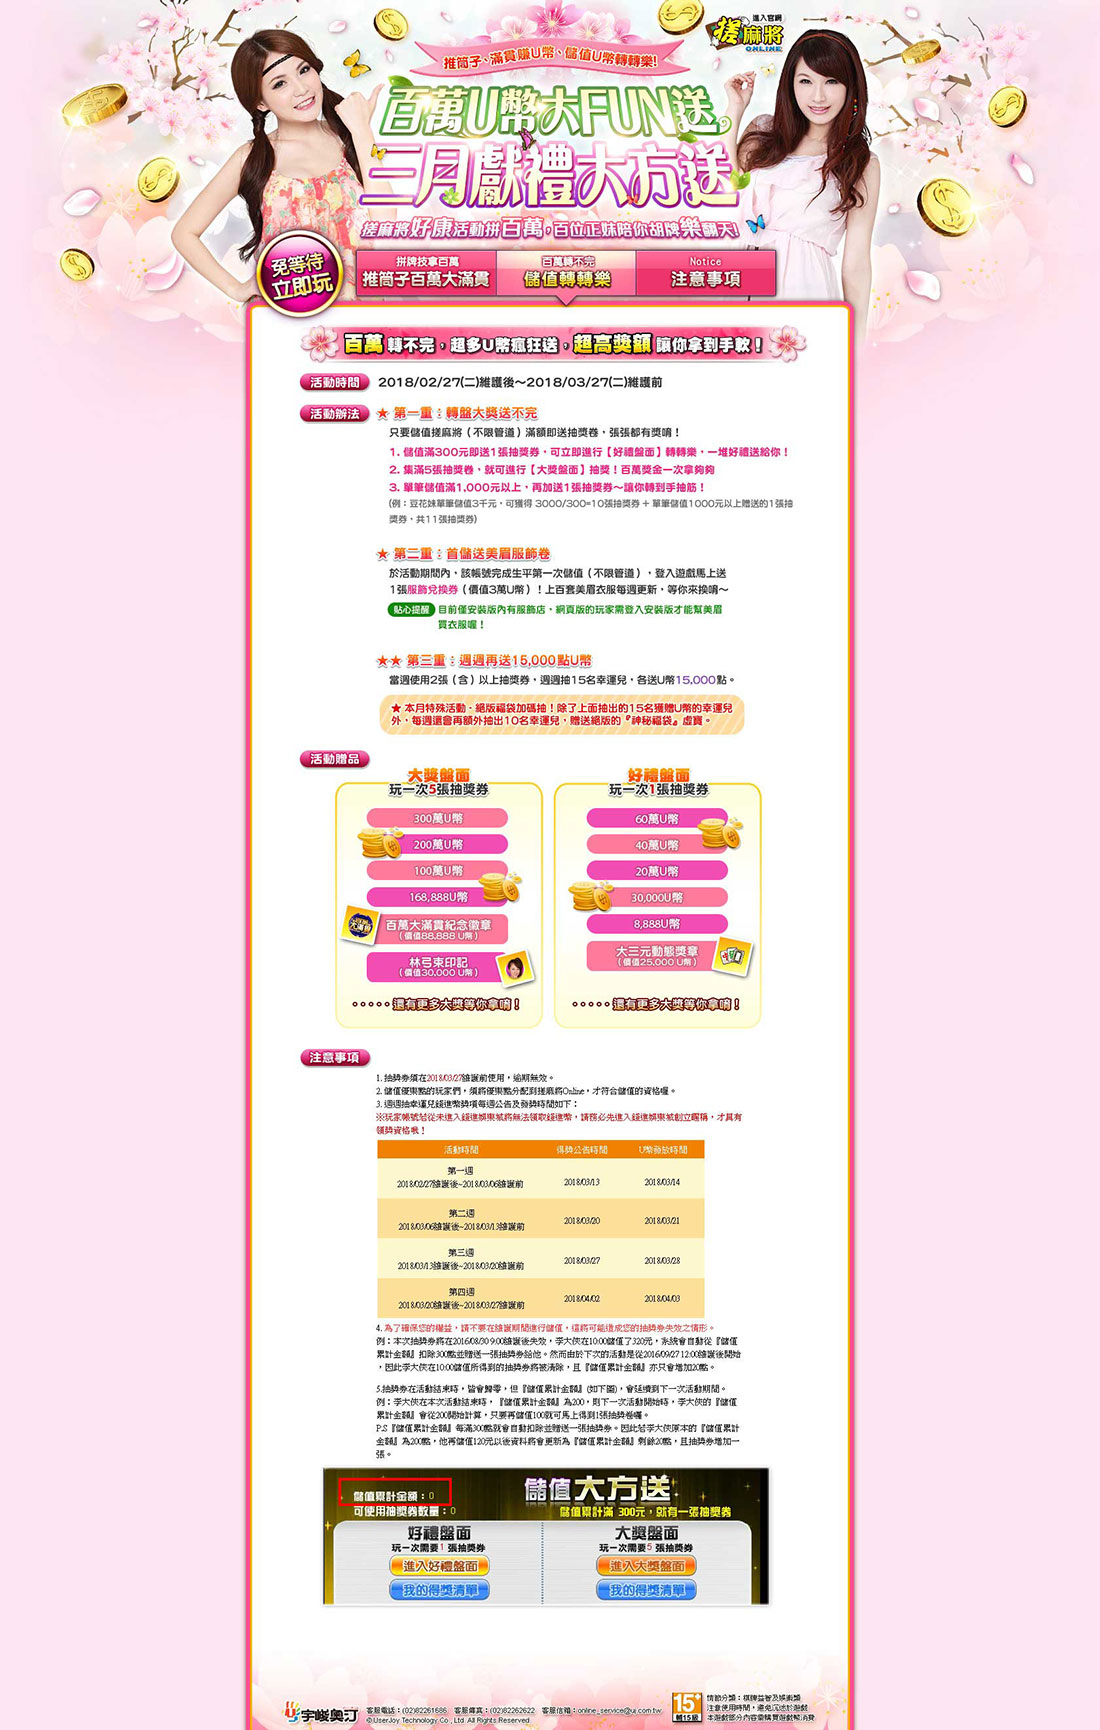 進入官網
搓麻將
ONLINE
推筒子、滿貫賺U幣、儲值U幣轉轉樂!
百萬U幣大FUN送
三月獻禮大方送
搓麻將好康活動拼百萬,百位正妹陪你胡牌樂翻天!
免等待
立即玩
拼牌技拿百萬
推筒子百萬大滿貫
百萬轉不完
儲值轉轉樂
Notice
注意事項
百萬轉不完,超多U幣瘋狂送,超高獎額讓你拿到手軟!
活動時間 2018/02/27(二)維護後~2018/03/27(二)維護前
活動辦法 ★ 第一重:轉盤大獎送不完
只要儲值搓麻將(不限管道)滿額即送抽獎卷,張張都有獎唷!
1. 儲值滿300元即送1張抽獎券,可立即進行【好禮盤面】轉轉樂,一堆好禮送給你!
2. 集滿5張抽獎卷,就可進行【大獎盤面】抽獎!百萬獎金一次拿夠夠
3. 單筆儲值滿1,000元以上,再加送1張抽獎券~讓你轉到手抽筋!
(例:豆花妹單筆儲值3千元,可獲得 3000/300=10張抽獎券 + 單筆儲值1000元以上贈送的1張抽
獎券,共11張抽獎券)
★ 第二重:首儲送美眉服飾卷
於活動期間內,該帳號完成生平第一次儲值(不限管道),登入遊戲馬上送
1張服飾兌換券(價值3萬U幣)!上百套美眉衣服每週更新,等你來換唷~
貼心提醒 目前僅安裝版內有服飾店,網頁版的玩家需登入安裝版才能幫美眉
買衣服喔!
★★ 第三重:週週再送15,000點U幣
當週使用2張(含)以上抽獎券,週週抽15名幸運兒,各送U幣15,000點。
★ 本月特殊活動,絕版福袋加碼抽!除了上面抽出的15名獲贈U幣的幸運兒
外,每週還會再額外抽出10名幸運兒,贈送絕版的『神秘福袋』虛寶。
活動贈品
大獎盤面
玩一次5張抽獎券
300萬U幣
200萬U幣
100萬U幣
168,888U幣
百萬大滿貫紀念徽章
(價值88,888 U幣)
林弓束印記
(價值30,000 U幣)
·····還有更多大獎等你拿唷!
好禮盤面
玩一次1張抽獎券
60萬U幣
40萬U幣
20萬U幣
30,000U幣
8,888U幣
大三元動態獎章
(價值25,000 U幣)
·····還有更多大獎等你拿唷!
注意事項
1. 抽獎券須在2018/03/27維護前使用,逾期無效。
2. 儲值優樂點的玩家們,須將優樂點分配到搓麻將Online,才符合儲值的資格喔。
3. 週週抽幸運兒錢進幣獎項每週公告及發獎時間如下:
※玩家帳號若從未進入錢進娛樂城將無法領取錢進幣,請務必先進入錢進娛樂城創立暱稱,才具有
領獎資格哦!
活動時間 得獎公佈時間 U幣發放時間
第一週
2018/02/27維護後~2018/03/06維護前 2018/03/13 2018/03/14
第二週
2018/03/06維護後~2018/03/13維護前 2018/03/20 2018/03/21
第三週
2018/03/13維護後~2018/03/20維護前 2018/03/27 2018/03/28
第四週
2018/03/20維護後~2018/03/27維護前 2018/04/02 2018/04/03
4. 為了確保您的權益,請不要在維護期間進行儲值,這將可能造成您的抽獎券失效之情形。
例:本次抽獎券將在2016/08/30 9:00維護後失效,李大俠在10:00儲值了320元,系統會自動從『儲值
累計金額』扣除300點並贈送一張抽獎券給他。然而由於下次的活動是從2016/09/27 12:00維護後開始
,因此李大俠在10:00儲值所得到的抽獎券將被清除,且『儲值累計金額』亦只會增加20點。
5.抽獎券在活動結束時,皆會歸零,但『儲值累計金額』(如下圖),會延續到下一次活動期間。
例:李大俠在本次活動結束時,『儲值累計金額』為200,則下一次活動開始時,李大俠的『儲值
累計金額』會從200開始計算,只要再儲值100就可馬上得到1張抽獎卷囉。
P.S『儲值累計金額』每滿300點就會自動扣除並贈送一張抽獎券。因此若李大俠原本的『儲值累計
金額』為200點,他再儲值120元以後資料將會更新為『儲值累計金額』剩餘20點,且抽獎券增加一
張。
儲值累計金額:0
可使用抽獎券數量:0
儲值大方送
儲值累計滿 300元,就有一張抽獎券
好禮盤面
玩一次需要1 張抽獎券
進入好禮盤面
我的得獎清單
大獎盤面
玩一次需要5 張抽獎券
進入大獎盤面
我的得獎清單
宇峻奧汀
客服電話:(02)82261686 客服傳真:(02)82262622 客服信箱:online_service@uj.com.tw
©UserJoy Technology Co., Ltd. All Rights Reserved.
15+
輔15級
情節分類:棋牌益智及娛樂類
注意使用時間,避免沉迷於遊戲
本遊戲部分內容需購買遊戲幣消費